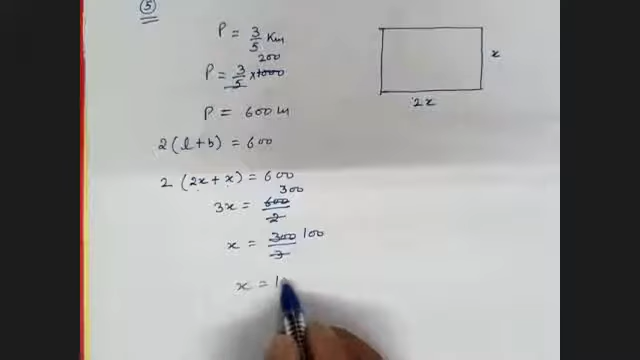 5
P = 3/5 Km
200
P = 3/5 × 1000
P = 600 m
2(l+b) = 600
2(2x + x) = 600
300
3x = 600/2
x = 300/3 100
x = 1
x
2x